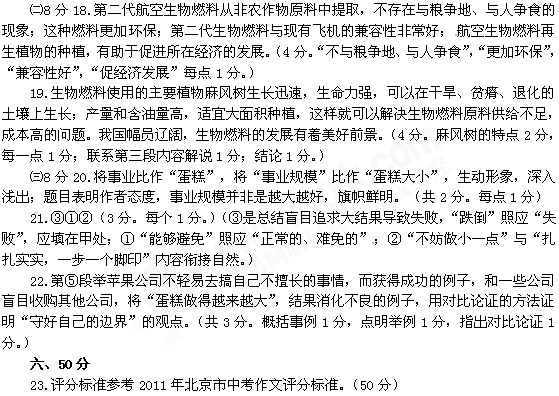 ㈡8分 18.第二代航空生物燃料从非农作物原料中提取，不存在与粮争地、与人争食的
现象；这种燃料更加环保；第二代生物燃料与现有飞机的兼容性非常好；航空生物燃料再
生植物的种植，有助于促进所在经济的发展。（4分。“不与粮争地、与人争食”，“更加环保”，
“兼容性好”，“促经济发展”每点1分。）
19.生物燃料使用的主要植物麻风树生长迅速，生命力强，可以在干旱、贫瘠、退化的
土壤上生长；产量和含油量高，适宜大面积种植，这样就可以解决生物燃料原料供给不足，
成本高的问题。我国幅员辽阔，生物燃料的发展有着美好前景。（4分。麻风树的特点2分，
每一点1分；联系第三段内容解说1分；结论1分。）
㈢8分 20.将事业比作“蛋糕”，将“事业规模”比作“蛋糕大小”，生动形象，深入
浅出；题目表明作者态度，事业规模并非是越大越好，旗帜鲜明。（共2分。每点1分）
21.③①②（3分。每个1分。）（③是总结盲目追求大结果导致失败，“跌倒”照应“失
败”，应填在甲处；①“能够避免”照应“正常的、难免的”；②“不妨做小一点”与“扎
扎实实，一步一个脚印”内容衔接自然。）
22.第⑤段举苹果公司不轻易去搞自己不擅长的事情，而获得成功的例子，和一些公司
盲目收购其他公司，将“蛋糕做得越来越大”，结果消化不良的例子，用对比论证的方法证
明“守好自己的边界”的观点。（共3分。概括事例1分，点明举例1分，指出对比论证1
分。）
六、50分
23.评分标准参考2011年北京市中考作文评分标准。（50分）